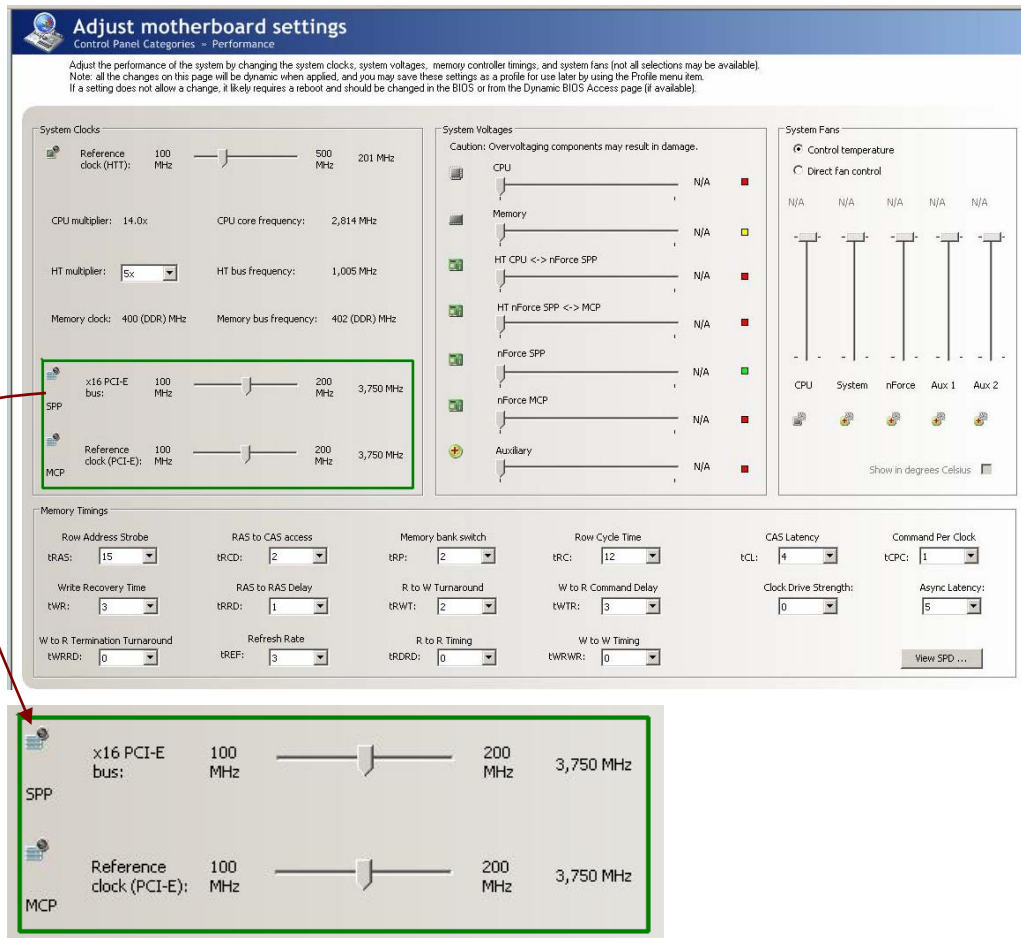 Adjust motherboard settings
Control Panel Categories » Performance
Adjust the performance of the system by changing the system clocks, system voltages, memory controller timings, and system fans (not all selections may be available).
Note: all the changes on this page will be dynamic when applied, and you may save these settings as a profile for use later by using the Profile menu item.
If a setting does not allow a change, it likely requires a reboot and should be changed in the BIOS or from the Dynamic BIOS Access page (if available).
System Clocks
Reference clock (HTT): 100 MHz 500 MHz 201 MHz
CPU multiplier: 14.0x CPU core frequency: 2,814 MHz
HT multiplier: 5x HT bus frequency: 1,005 MHz
Memory clock: 400 (DDR) MHz Memory bus frequency: 402 (DDR) MHz
SPP x16 PCI-E bus: 100 MHz 200 MHz 3,750 MHz
MCP Reference clock (PCI-E): 100 MHz 200 MHz 3,750 MHz
System Voltages
Caution: Overvoltaging components may result in damage.
CPU
N/A
Memory
N/A
HT CPU <-> nForce SPP
N/A
HT nForce SPP <-> MCP
N/A
nForce SPP
N/A
nForce MCP
N/A
Auxiliary
N/A
System Fans
Control temperature
Direct fan control
N/A N/A N/A N/A N/A
CPU System nForce Aux 1 Aux 2
Show in degrees Celsius
Memory Timings
Row Address Strobe RAS to CAS access Memory bank switch Row Cycle Time CAS Latency Command Per Clock
tRAS: 15 tRCD: 2 tRP: 2 tRC: 12 tCL: 4 tCPC: 1
Write Recovery Time RAS to RAS Delay R to W Turnaround W to R Command Delay Clock Drive Strength: Async Latency:
tWR: 3 tRRD: 1 tRWT: 2 tWTR: 3 0 5
W to R Termination Turnaround Refresh Rate R to R Timing W to W Timing
tWRRD: 0 tREF: 3 tRDRD: 0 tWRWR: 0 View SPD ...
x16 PCI-E 100 200 3,750 MHz
bus: MHz MHz
SPP
Reference 100 200 3,750 MHz
clock (PCI-E): MHz MHz
MCP